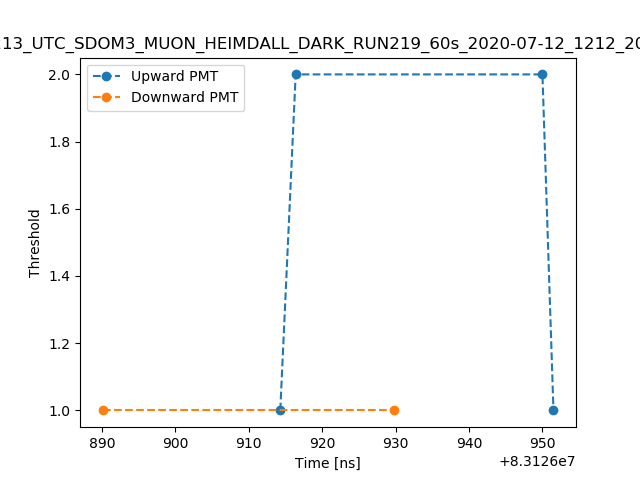 13_UTC_SDOM3_MUON_HEIMDALL_DARK_RUN219_60s_2020-07-12_1212_20
Upward PMT
Downward PMT
Threshold
2.0
1.8
1.6
1.4
1.2
1.0
890 900 910 920 930 940 950
Time [ns]
+8.3126e7